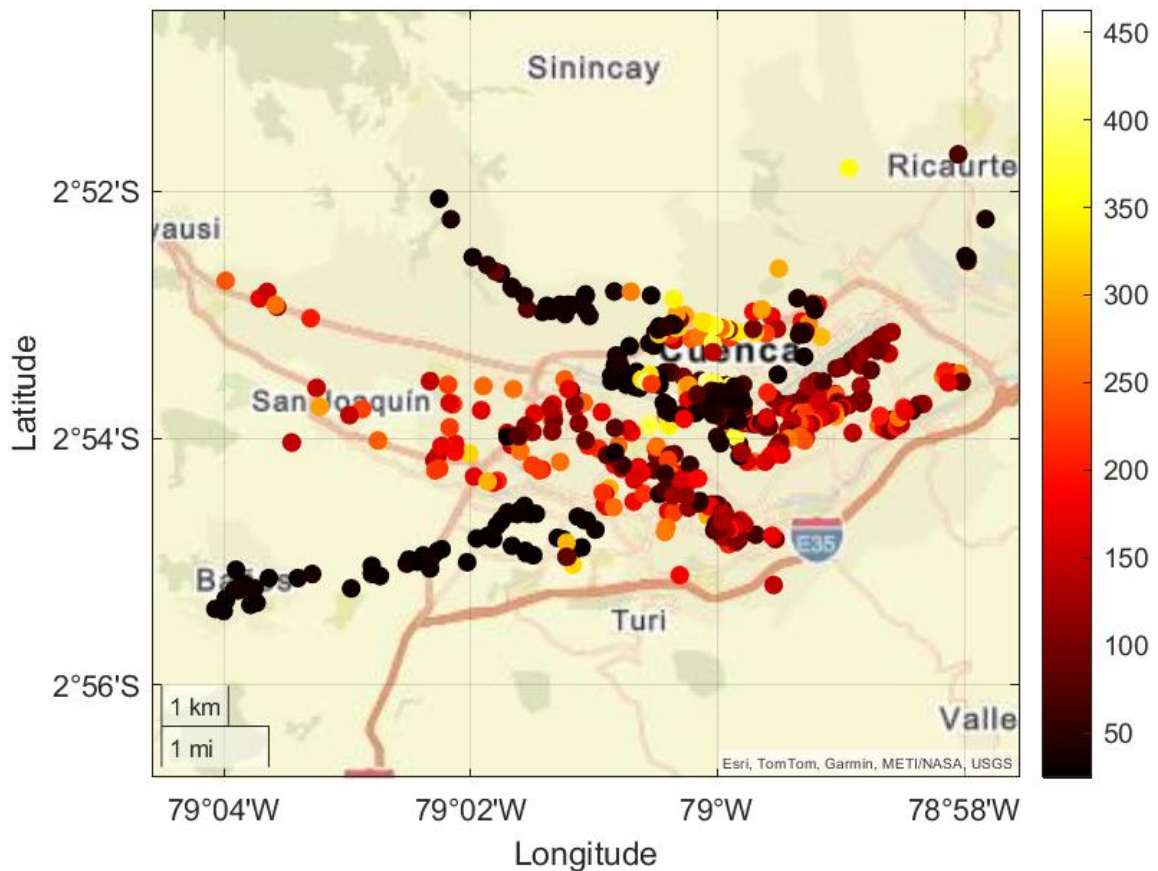 Sinincay
Ricaurte
yausi
Cuenca
San Joaquín
E35
Baños
Turi
Valle
1 km
1 mi
Esri, TomTom, Garmin, METI/NASA, USGS
2°52'S
2°54'S
2°56'S
Latitude
79°04'W 79°02'W 79°W 78°58'W
Longitude
450
400
350
300
250
200
150
100
50